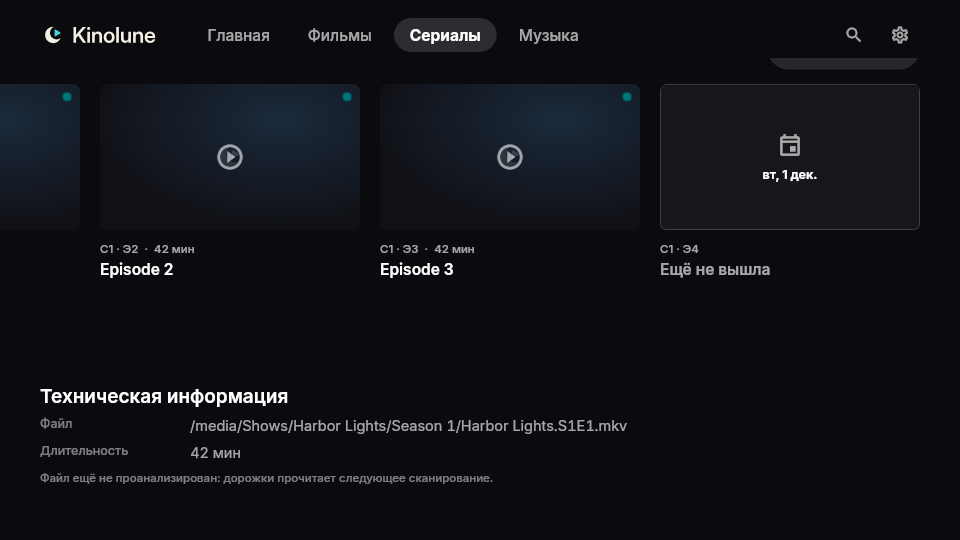 Kinolune
Главная
Фильмы
Сериалы
Музыка
вт, 1 дек.
С1 · Э2 · 42 мин
Episode 2
С1 · Э3 · 42 мин
Episode 3
С1 · Э4
Ещё не вышла
Техническая информация
Файл
/media/Shows/Harbor Lights/Season 1/Harbor Lights.S1E1.mkv
Длительность
42 мин
Файл ещё не проанализирован: дорожки прочитает следующее сканирование.